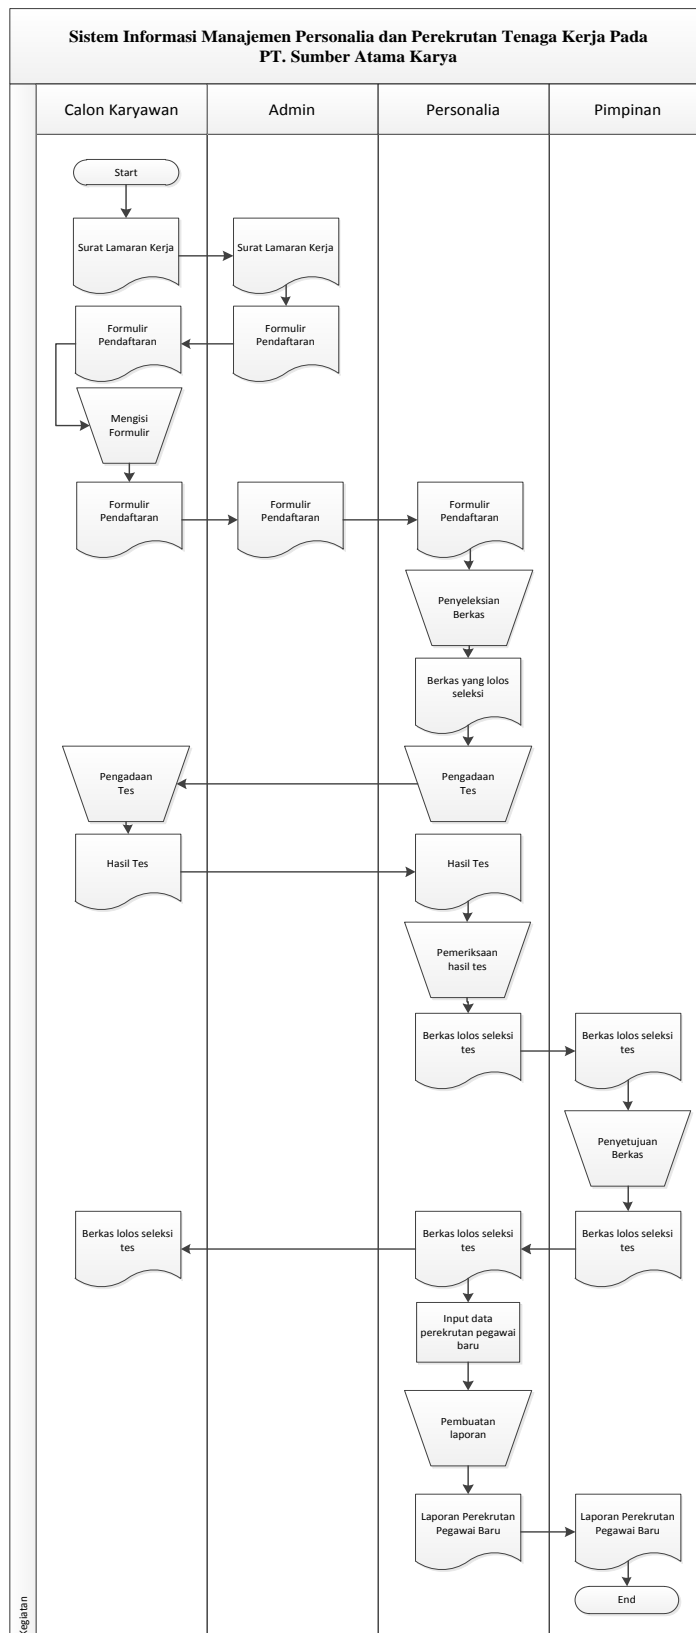 Sistem Informasi Manajemen Personalia dan Perekrutan Tenaga Kerja Pada
PT. Sumber Atama Karya
Calon Karyawan
Admin
Personalia
Pimpinan
Start
Surat Lamaran Kerja
Surat Lamaran Kerja
Formulir
Pendaftaran
Formulir
Pendaftaran
Mengisi
Formulir
Formulir
Pendaftaran
Formulir
Pendaftaran
Formulir
Pendaftaran
Penyeleksian
Berkas
Berkas yang lolos
seleksi
Pengadaan
Tes
Pengadaan
Tes
Hasil Tes
Hasil Tes
Pemeriksaan
hasil tes
Berkas lolos seleksi
tes
Berkas lolos seleksi
tes
Penyetujuan
Berkas
Berkas lolos seleksi
tes
Berkas lolos seleksi
tes
Berkas lolos seleksi
tes
Input data
perekrutan pegawai
baru
Pembuatan
laporan
Laporan Perekrutan
Pegawai Baru
Laporan Perekrutan
Pegawai Baru
End
Kegiatan